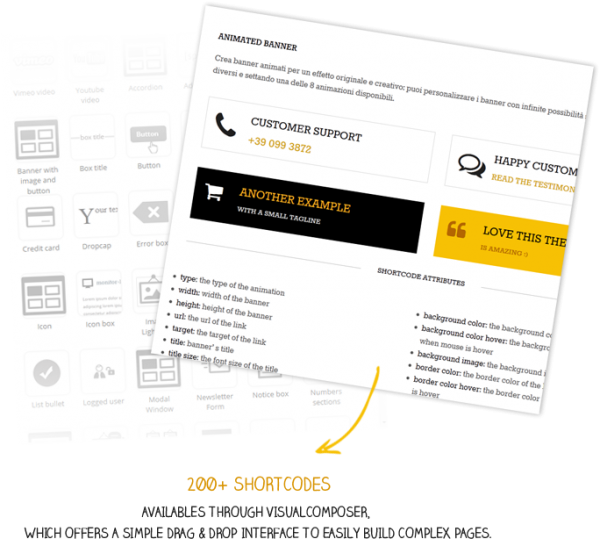 ANIMATED BANNER
Crea banner animati per un effetto originale e creativo: puoi personalizzare i banner con infinite possibilità
diversi e settando una delle 8 animazioni disponibili.
CUSTOMER SUPPORT
+39 099 3872
HAPPY CUSTOM
READ THE TESTIMON
ANOTHER EXAMPLE
WITH A SMALL TAGLINE
LOVE THIS THE
IS AMAZING :)
SHORTCODE ATTRIBUTES
type: the type of the animation
width: width of the banner
height: height of the banner
url: the url of the link
target: the target of the link
title: banner's title
title size: the font size of the title
background color: the background co
background color hover: the backgro
when mouse is hover
background image: the background i
border color: the border color of the
border color hover: the border color
is hover
Vimeo video
Youtube
video
Accordion
Banner with
image and
button
box title
Box title
Button
Button
Credit card
Your te
Dropcap
Error box
Icon
Icon box
List bullet
Logged user
Modal
Window
Newsletter
Form
Notice box
Numbers
sections
200+ SHORTCODES
AVAILABLES THROUGH VISUALCOMPOSER,
WHICH OFFERS A SIMPLE DRAG & DROP INTERFACE TO EASILY BUILD COMPLEX PAGES.